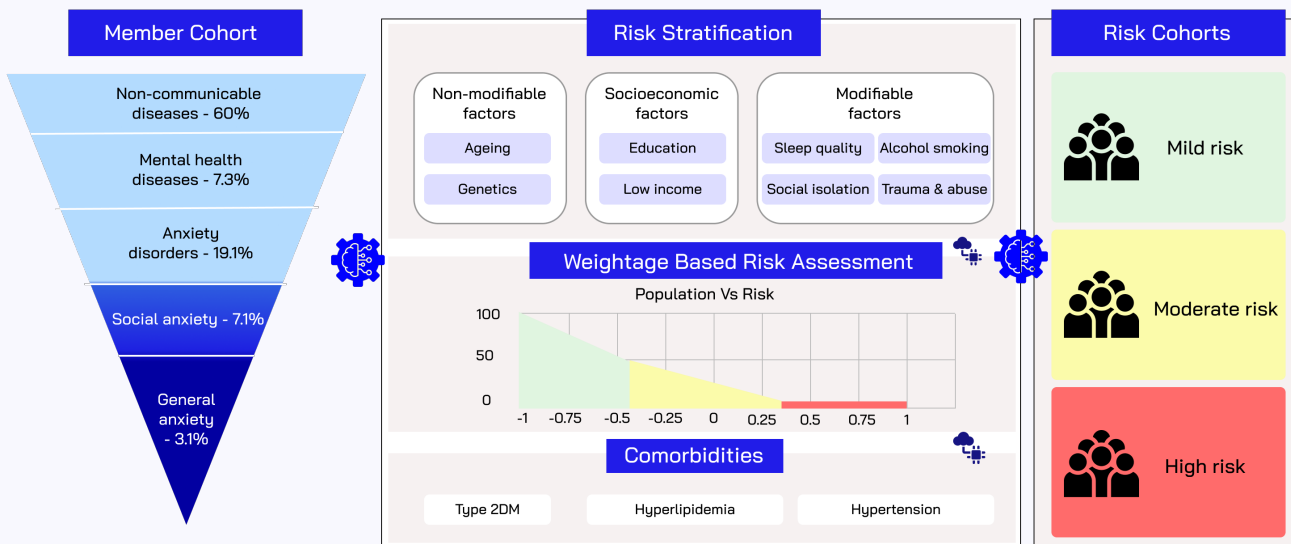 Member Cohort
Non-communicable
diseases - 60%
Mental health
diseases - 7.3%
Anxiety
disorders - 19.1%
Social anxiety - 7.1%
General
anxiety
- 3.1%
Risk Stratification
Non-modifiable
factors
Ageing
Genetics
Socioeconomic
factors
Education
Low income
Modifiable
factors
Sleep quality
Alcohol smoking
Social isolation
Trauma & abuse
Weightage Based Risk Assessment
Population Vs Risk
100
50
0
-1 -0.75 -0.5 -0.25 0 0.25 0.5 0.75 1
Comorbidities
Type 2DM
Hyperlipidemia
Hypertension
Risk Cohorts
Mild risk
Moderate risk
High risk